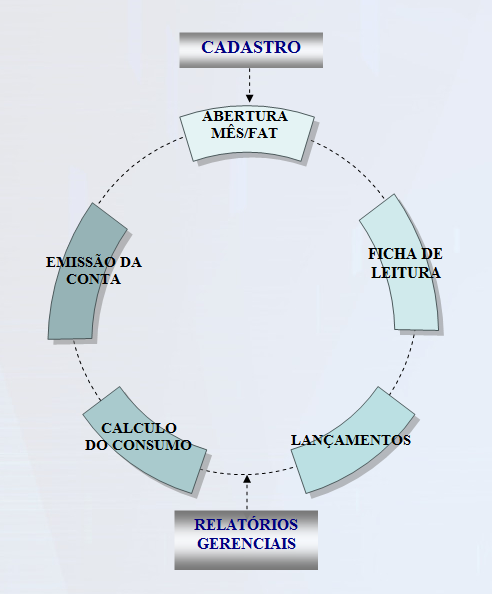 CADASTRO
ABERTURA
MÊS/FAT
FICHA DE
LEITURA
LANÇAMENTOS
CALCULO
DO CONSUMO
EMISSÃO DA
CONTA
RELATÓRIOS
GERENCIAIS